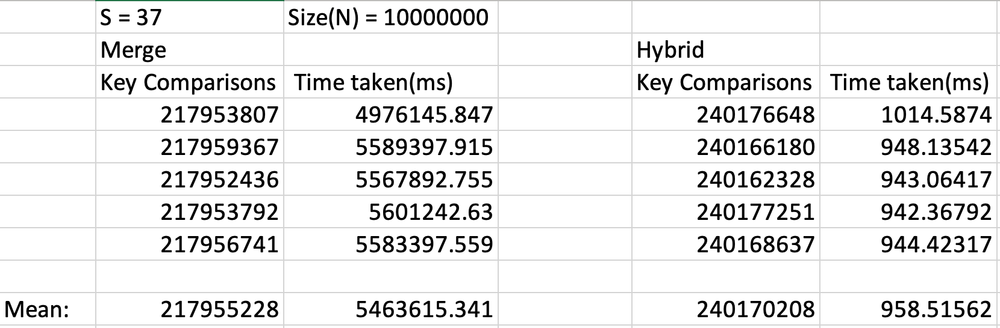 S = 37 Size(N) = 10000000
Merge Hybrid
Key Comparisons Time taken(ms) Key Comparisons Time taken(ms)
217953807 4976145.847 240176648 1014.5874
217959367 5589397.915 240166180 948.13542
217952436 5567892.755 240162328 943.06417
217953792 5601242.63 240177251 942.36792
217956741 5583397.559 240168637 944.42317
Mean: 217955228 5463615.341 240170208 958.51562